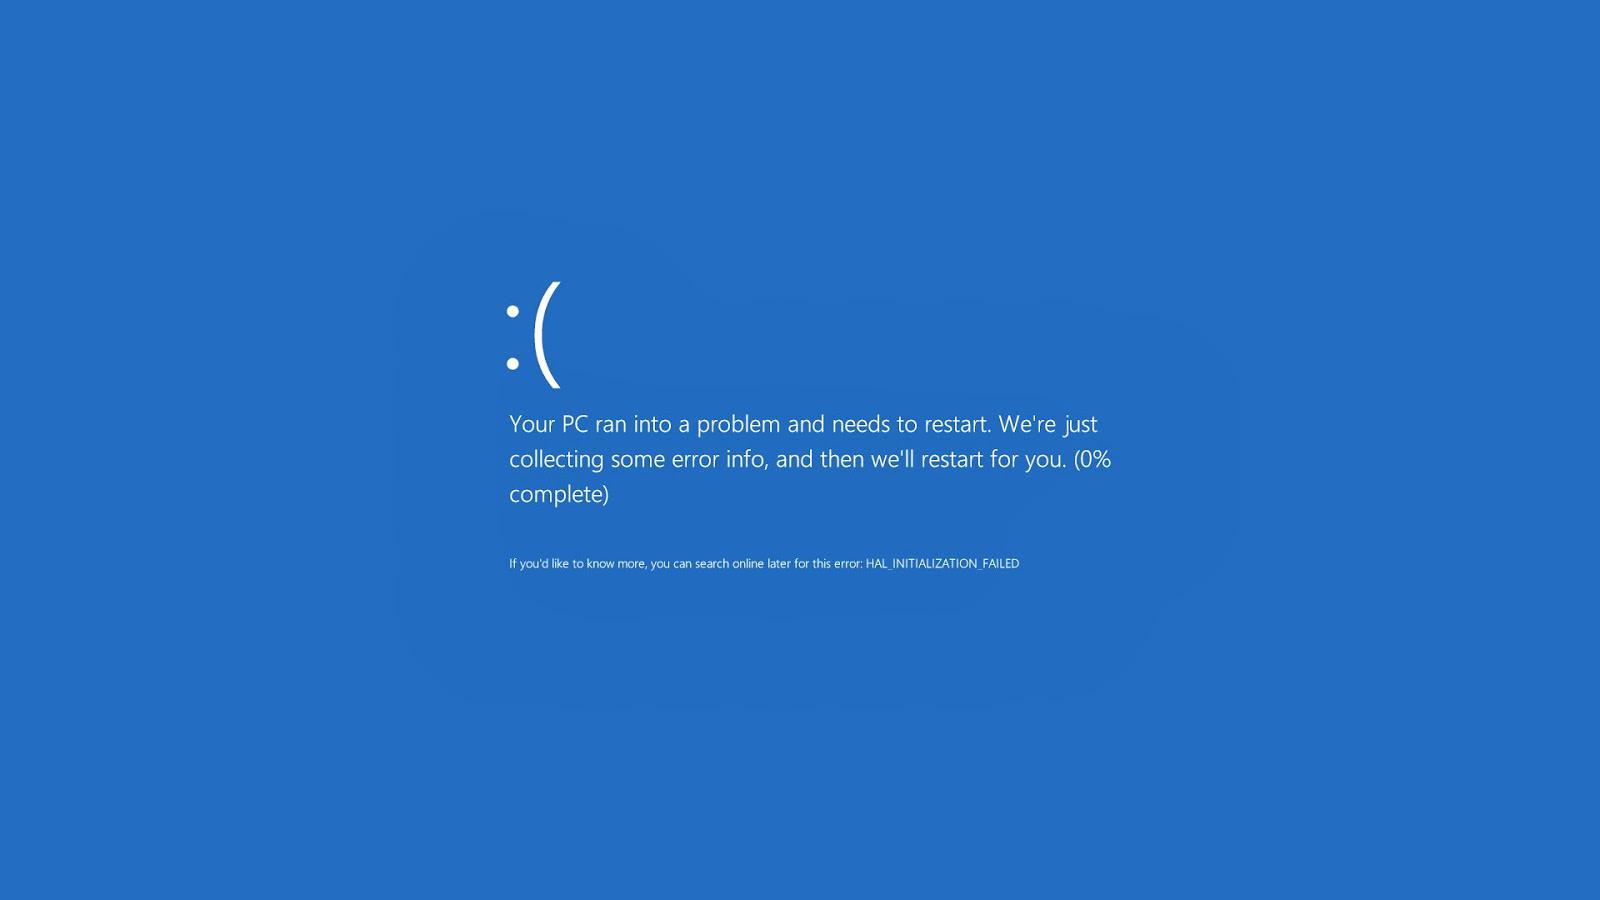 :(
Your PC ran into a problem and needs to restart. We're just
collecting some error info, and then we'll restart for you. (0%
complete)
If you'd like to know more, you can search online later for this error: HAL_INITIALIZATION_FAILED